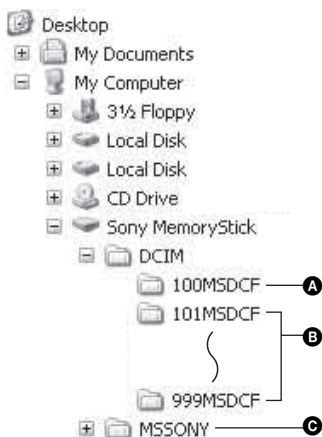 Desktop
My Documents
My Computer
3½ Floppy
Local Disk
Local Disk
CD Drive
Sony MemoryStick
DCIM
100MSDCF A
101MSDCF
B
999MSDCF
MSSONY C